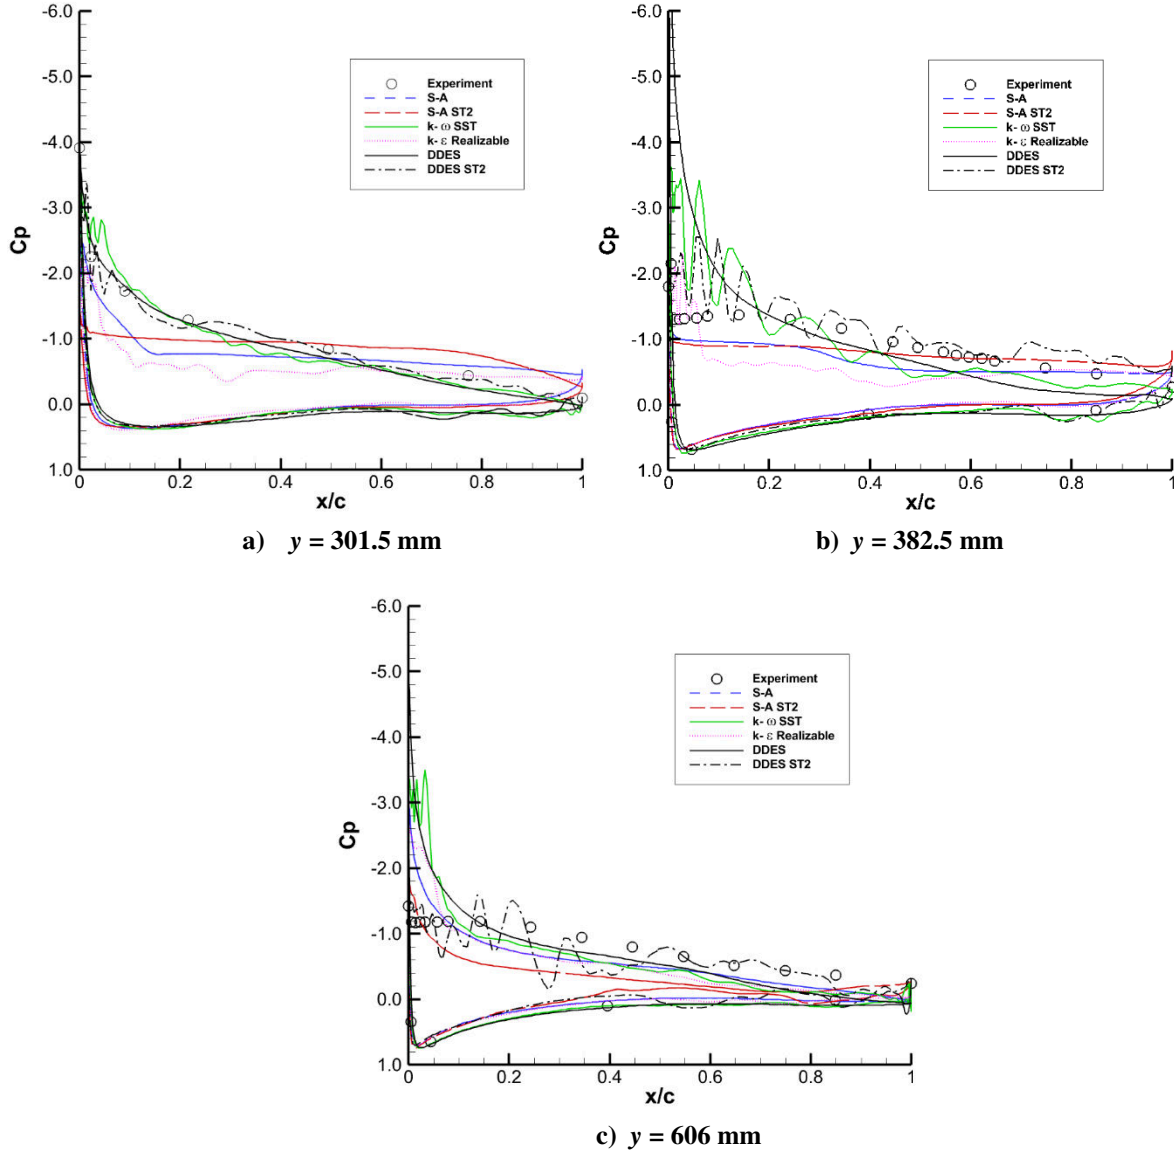 -6.0
-5.0
-4.0
-3.0
-2.0
-1.0
0.0
1.0
Cp
Experiment
S-A
S-A ST2
k- ω SST
k- ε Realizable
DDES
DDES ST2
0 0.2 0.4 0.6 0.8 1
x/c
a) y = 301.5 mm
-6.0
-5.0
-4.0
-3.0
-2.0
-1.0
0.0
1.0
Cp
Experiment
S-A
S-A ST2
k- ω SST
k- ε Realizable
DDES
DDES ST2
0 0.2 0.4 0.6 0.8 1
x/c
b) y = 382.5 mm
-6.0
-5.0
-4.0
-3.0
-2.0
-1.0
0.0
1.0
Cp
Experiment
S-A
S-A ST2
k- ω SST
k- ε Realizable
DDES
DDES ST2
0 0.2 0.4 0.6 0.8 1
x/c
c) y = 606 mm